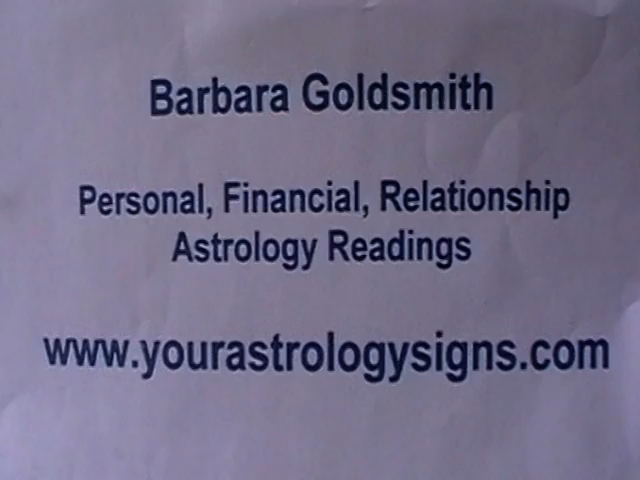 Barbara Goldsmith
Personal, Financial, Relationship
Astrology Readings
www.yourastrologysigns.com